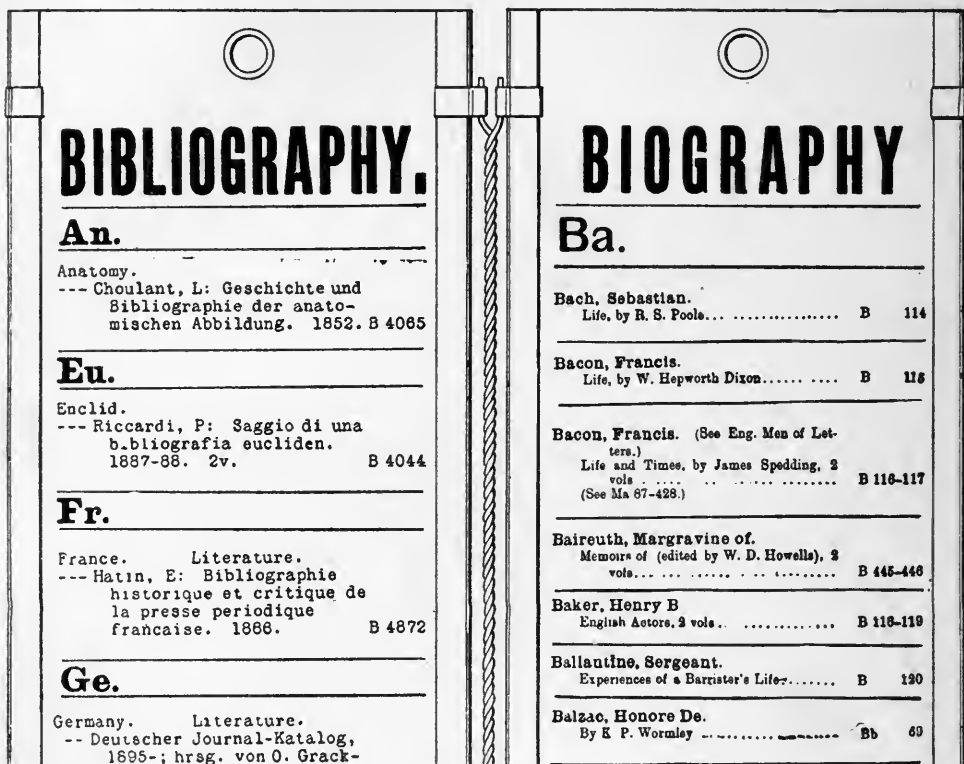 BIBLIOGRAPHY.
An.
Anatomy.
--- Choulant, L: Geschichte und
Bibliographie der anato-
mischen Abbildung. 1852. B 4065
Eu.
Euclid.
--- Riccardi, P: Saggio di una
b.bliografia eucliden.
1887-88. 2v. B 4044
Fr.
France. Literature.
--- Hatin, E: Bibliographie
historique et critique de
la presse periodique
francaise. 1866. B 4872
Ge.
Germany. Literature.
-- Deutscher Journal-Katalog,
1895-; hrsg. von O. Grack-
BIOGRAPHY
Ba.
Bach, Sebastian.
Life, by R. S. Poole... ................ B 114
Bacon, Francis.
Life, by W. Hepworth Dixon...... .... B 115
Bacon, Francis. (See Eng. Men of Let-
ters.)
Life and Times, by James Spedding, 2
vols . .... .. . ...... ........ B 116-117
(See Ma 87-428.)
Baireuth, Margravine of.
Memoirs of (edited by W. D. Howells), 2
vols... ... ...... .. . ......... B 445-446
Baker, Henry B
English Actors, 2 vols.. ............. B 118-119
Ballantine, Sergeant.
Experiences of a Barrister's Life-....... B 120
Balzac, Honore De.
By K P. Wormley ............ Bb 69